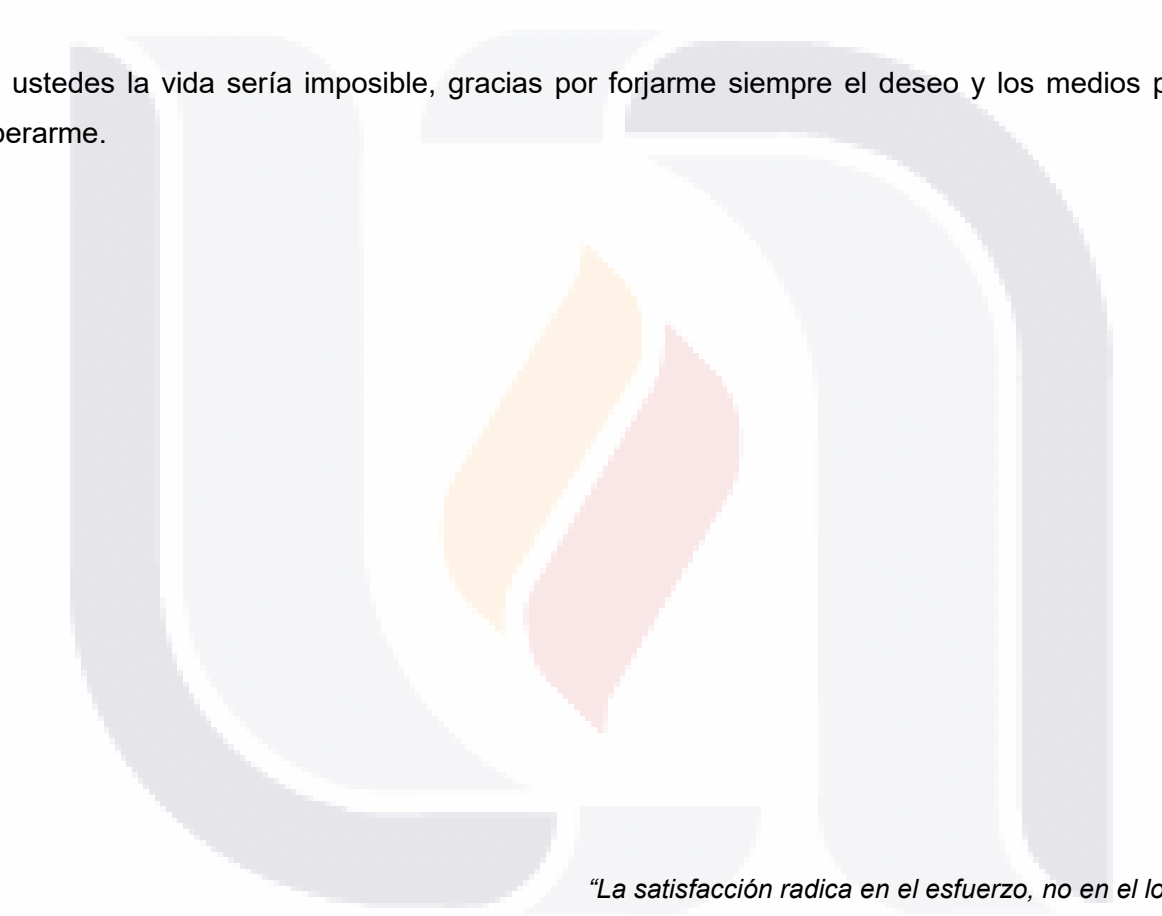 ustedes la vida sería imposible, gracias por forjarme siempre el deseo y los medios
“La satisfacción radica en el esfuerzo, no en el